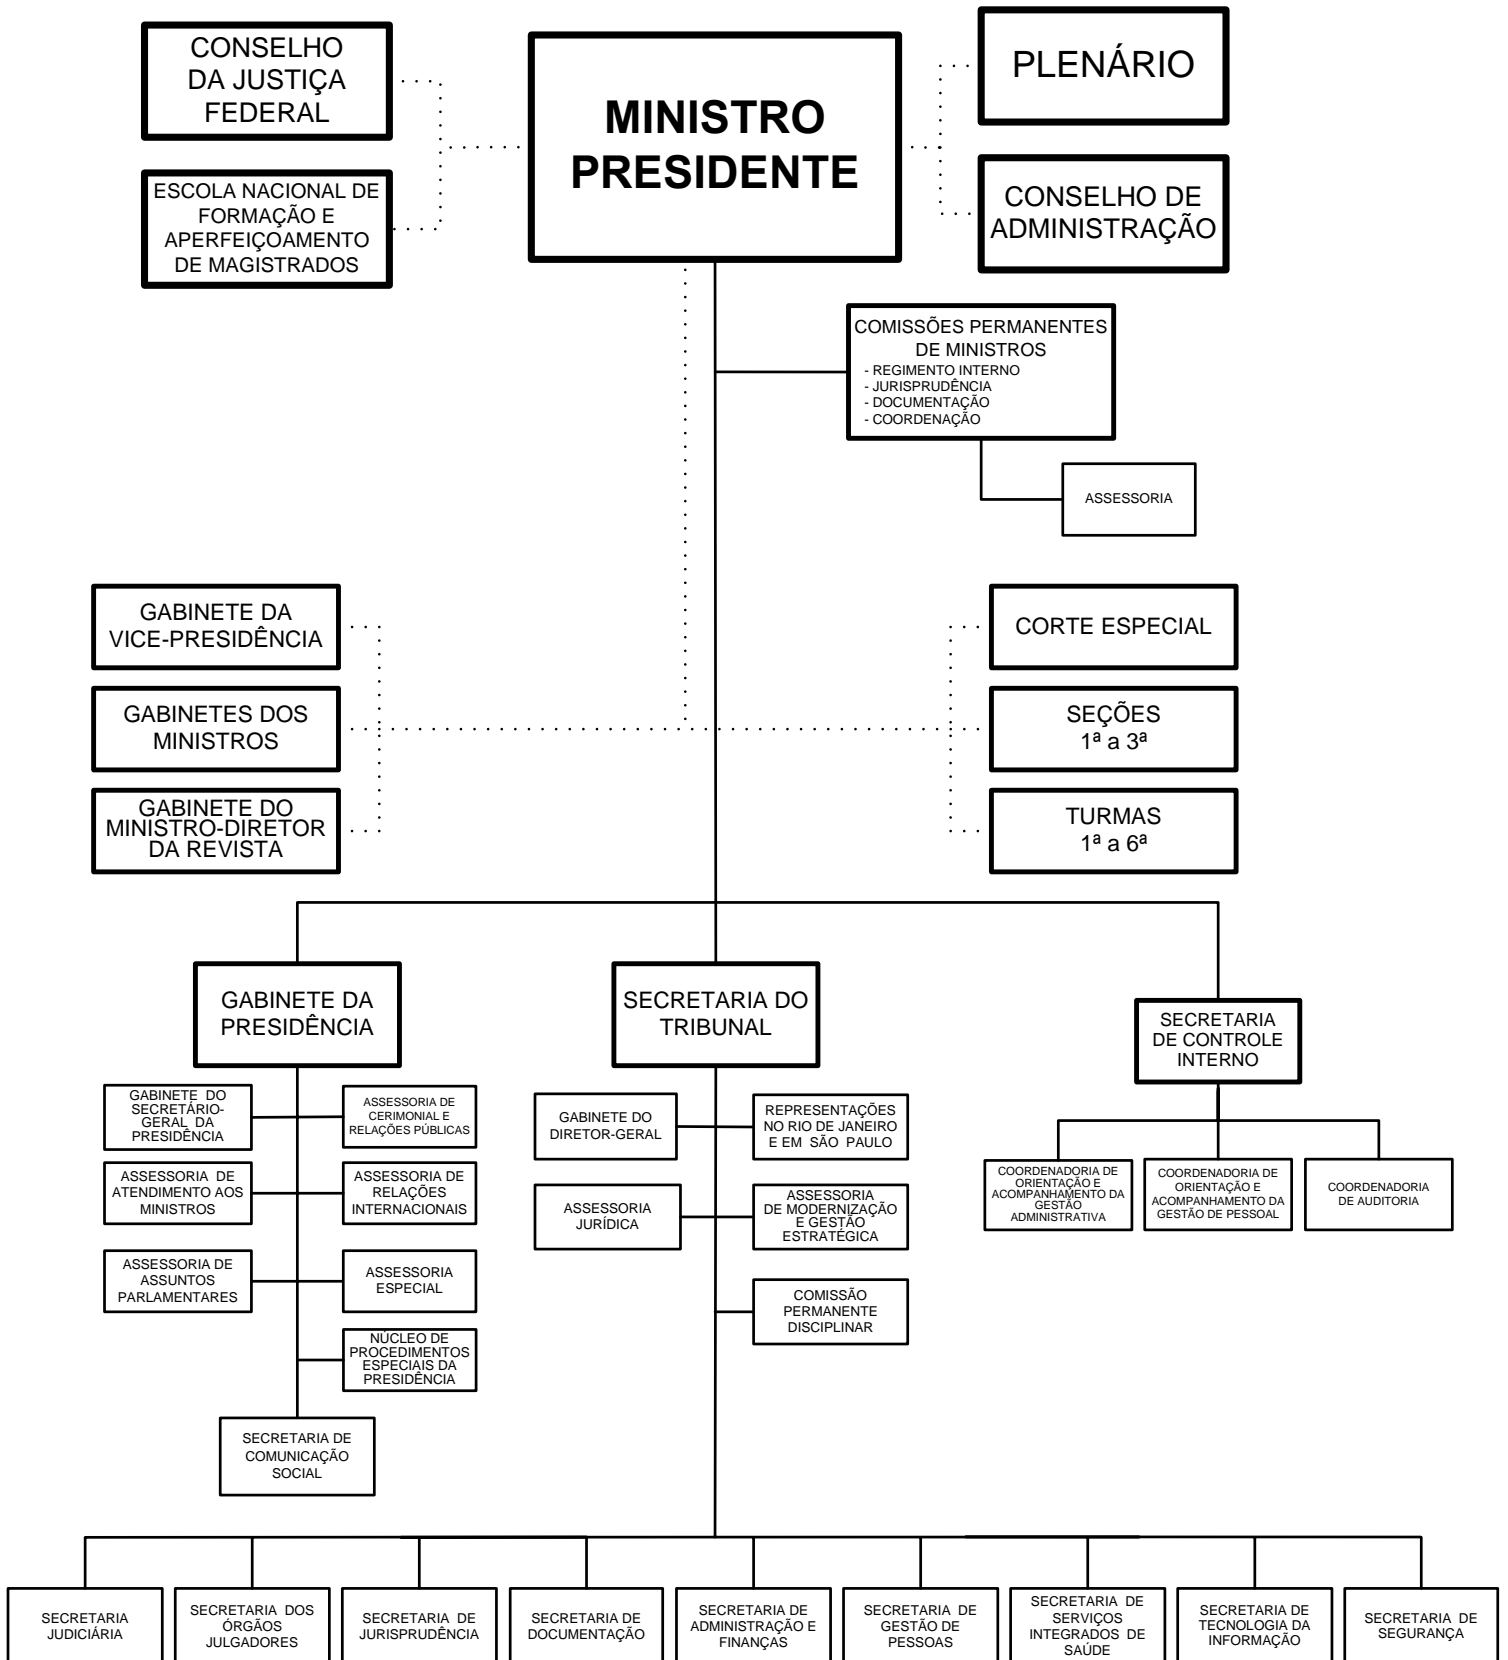 CONSELHO
DA JUSTIÇA
FEDERAL
MINISTRO
PRESIDENTE
PLENÁRIO
ESCOLA NACIONAL DE
FORMAÇÃO E
APERFEIÇOAMENTO
DE MAGISTRADOS
CONSELHO DE
ADMINISTRAÇÃO
COMISSÕES PERMANENTES
DE MINISTROS
- REGIMENTO INTERNO
- JURISPRUDÊNCIA
- DOCUMENTAÇÃO
- COORDENAÇÃO
ASSESSORIA
GABINETE DA
VICE-PRESIDÊNCIA
CORTE ESPECIAL
GABINETES DOS
MINISTROS
SEÇÕES
1ª a 3ª
GABINETE DO
MINISTRO-DIRETOR
DA REVISTA
TURMAS
1ª a 6ª
GABINETE DA
PRESIDÊNCIA
SECRETARIA DO
TRIBUNAL
SECRETARIA
DE CONTROLE
INTERNO
GABINETE DO
SECRETÁRIO-
GERAL DA
PRESIDÊNCIA
ASSESSORIA DE
CERIMONIAL E
RELAÇÕES PÚBLICAS
GABINETE DO
DIRETOR-GERAL
REPRESENTAÇÕES
NO RIO DE JANEIRO
E EM SÃO PAULO
ASSESSORIA DE
ATENDIMENTO AOS
MINISTROS
ASSESSORIA DE
RELAÇÕES
INTERNACIONAIS
ASSESSORIA
JURÍDICA
ASSESSORIA
DE MODERNIZAÇÃO
E GESTÃO
ESTRATÉGICA
COORDENADORIA DE
ORIENTAÇÃO E
ACOMPANHAMENTO DA
GESTÃO
ADMINISTRATIVA
COORDENADORIA DE
ORIENTAÇÃO E
ACOMPANHAMENTO DA
GESTÃO DE PESSOAL
COORDENADORIA
DE AUDITORIA
ASSESSORIA DE
ASSUNTOS
PARLAMENTARES
ASSESSORIA
ESPECIAL
COMISSÃO
PERMANENTE
DISCIPLINAR
NÚCLEO DE
PROCEDIMENTOS
ESPECIAIS DA
PRESIDÊNCIA
SECRETARIA DE
COMUNICAÇÃO
SOCIAL
SECRETARIA
JUDICIÁRIA
SECRETARIA DOS
ÓRGÃOS
JULGADORES
SECRETARIA DE
JURISPRUDÊNCIA
SECRETARIA DE
DOCUMENTAÇÃO
SECRETARIA DE
ADMINISTRAÇÃO E
FINANÇAS
SECRETARIA DE
GESTÃO DE
PESSOAS
SECRETARIA DE
SERVIÇOS
INTEGRADOS DE
SAÚDE
SECRETARIA DE
TECNOLOGIA DA
INFORMAÇÃO
SECRETARIA DE
SEGURANÇA